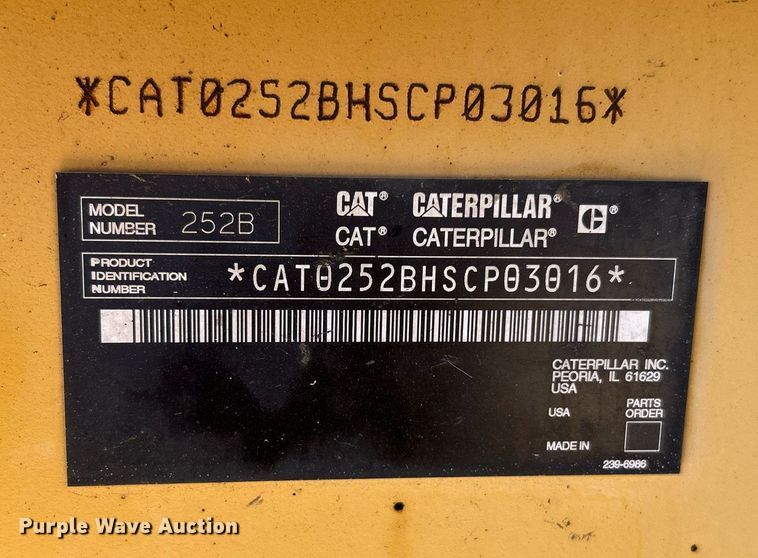 *CAT0252BHSCP03016*
MODEL NUMBER 252B
CAT® CATERPILLAR® C®
CAT® CATERPILLAR®
PRODUCT IDENTIFICATION NUMBER *CAT0252BHSCP03016*
CATERPILLAR INC.
PEORIA, IL 61629
USA
USA PARTS ORDER
MADE IN
239-6986
Purple Wave Auction